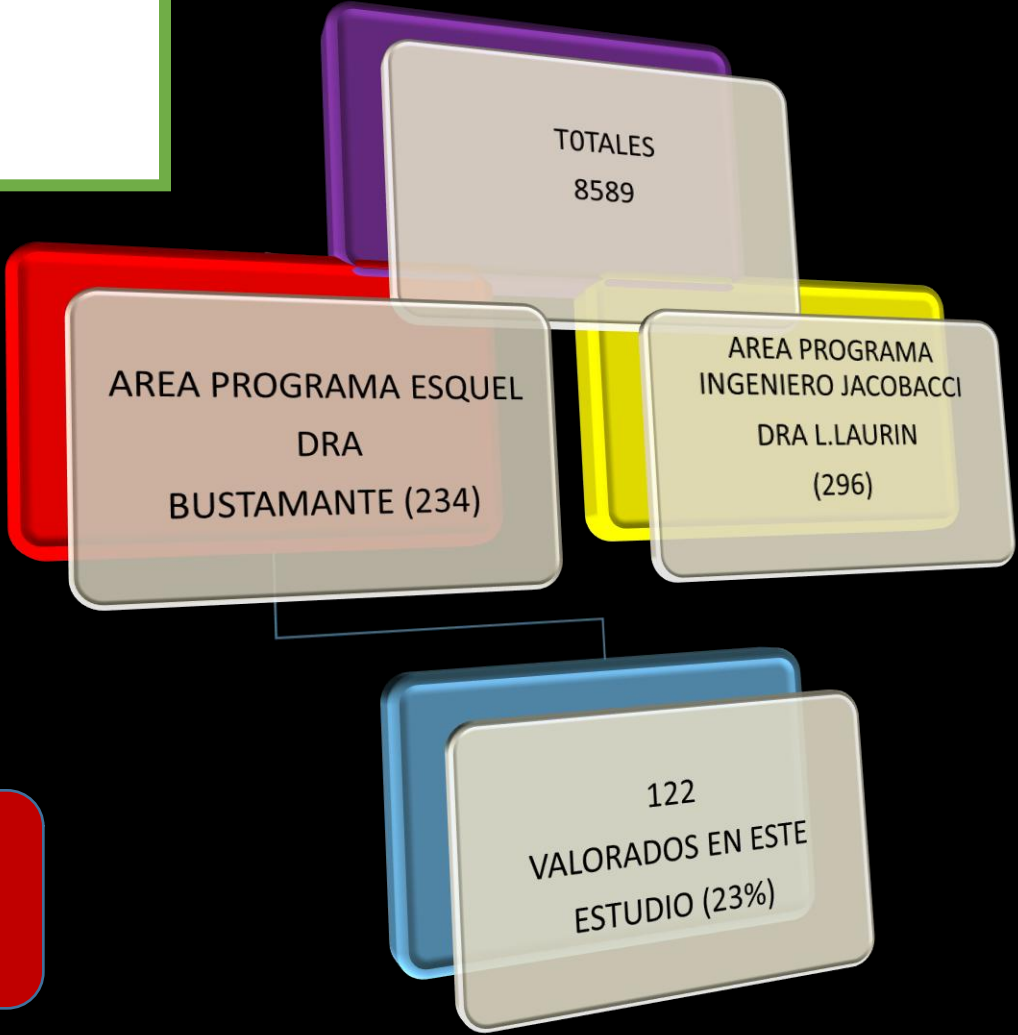 T0TALES
8589
AREA PROGRAMA ESQUEL
DRA
BUSTAMANTE (234)
AREA PROGRAMA
INGENIERO JACOBACCI
DRA L.LAURIN
(296)
122
VALORADOS EN ESTE
ESTUDIO (23%)